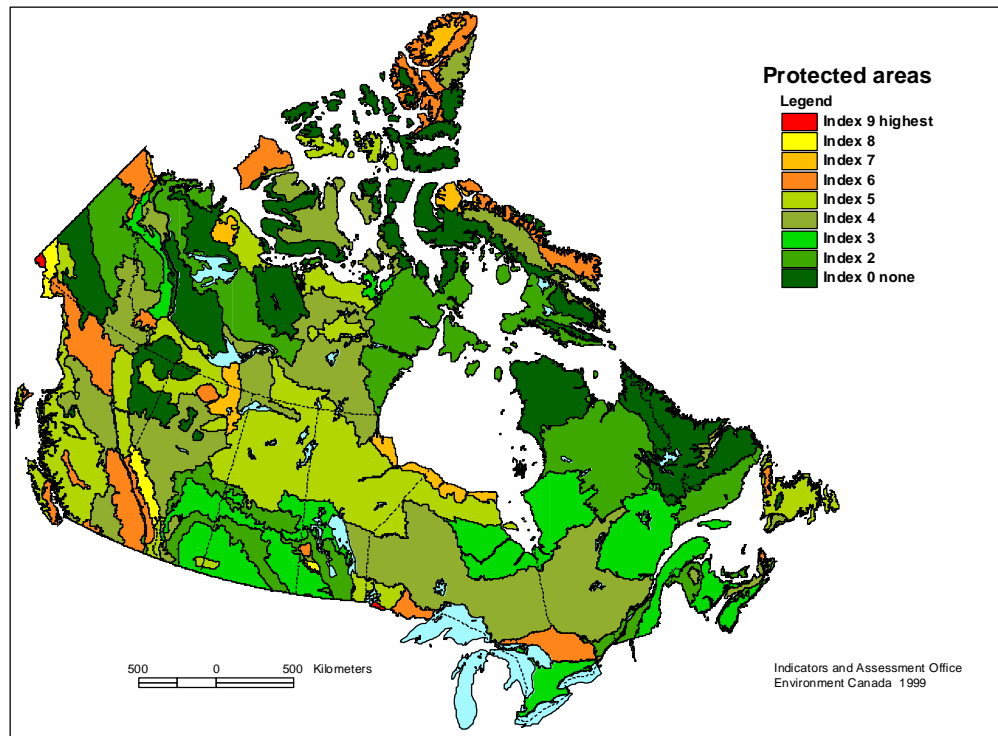 Protected areas
Legend
Index 9 highest
Index 8
Index 7
Index 6
Index 5
Index 4
Index 3
Index 2
Index 0 none
500 0 500 Kilometers
Indicators and Assessment Office
Environment Canada 1999